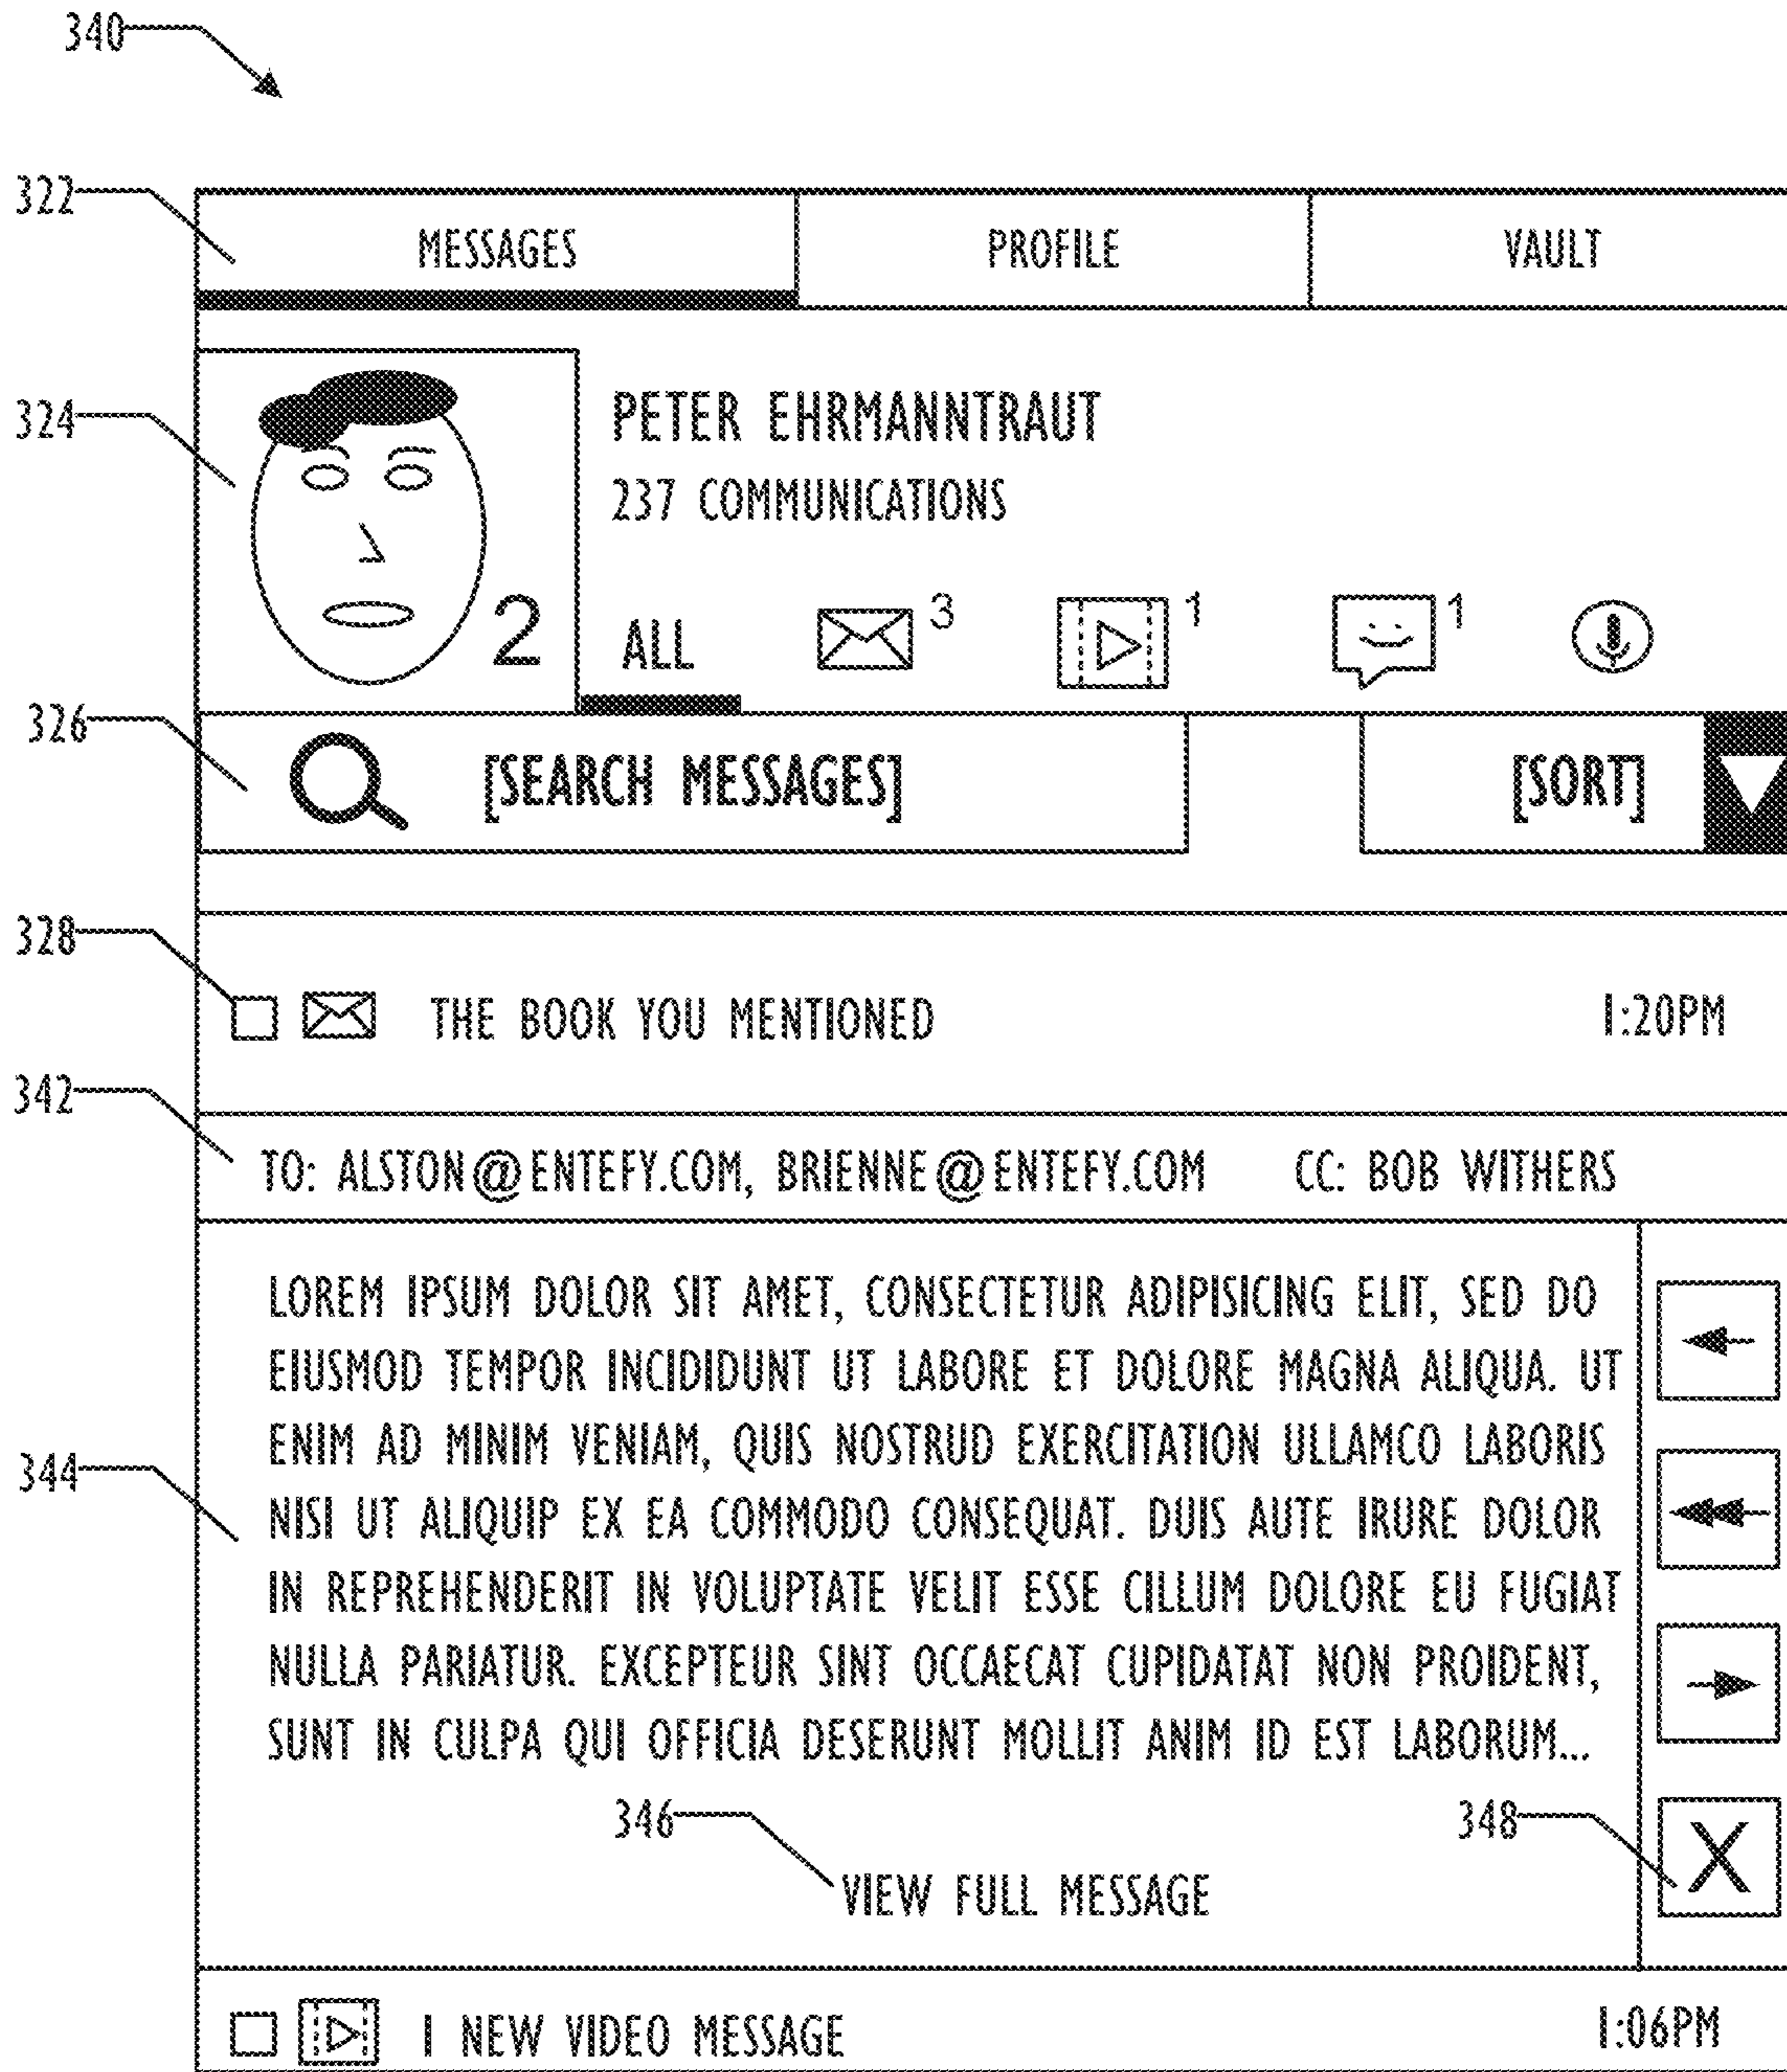 340
322
MESSAGES PROFILE VAULT
324
PETER EHRMANNTRAUT
237 COMMUNICATIONS
2 ALL 3 1 1
326
[SEARCH MESSAGES] [SORT]
328
THE BOOK YOU MENTIONED 1:20PM
342
TO: ALSTON@ENTEFY.COM, BRIENNE@ENTEFY.COM CC: BOB WITHERS
LOREM IPSUM DOLOR SIT AMET, CONSECTETUR ADIPISICING ELIT, SED DO
EIUSMOD TEMPOR INCIDIDUNT UT LABORE ET DOLORE MAGNA ALIQUA. UT
ENIM AD MINIM VENIAM, QUIS NOSTRUD EXERCITATION ULLAMCO LABORIS
344
NISI UT ALIQUIP EX EA COMMODO CONSEQUAT. DUIS AUTE IRURE DOLOR
IN REPREHENDERIT IN VOLUPTATE VELIT ESSE CILLUM DOLORE EU FUGIAT
NULLA PARIATUR. EXCEPTEUR SINT OCCAECAT CUPIDATAT NON PROIDENT,
SUNT IN CULPA QUI OFFICIA DESERUNT MOLLIT ANIM ID EST LABORUM...
346 348
X
VIEW FULL MESSAGE
1 NEW VIDEO MESSAGE 1:06PM